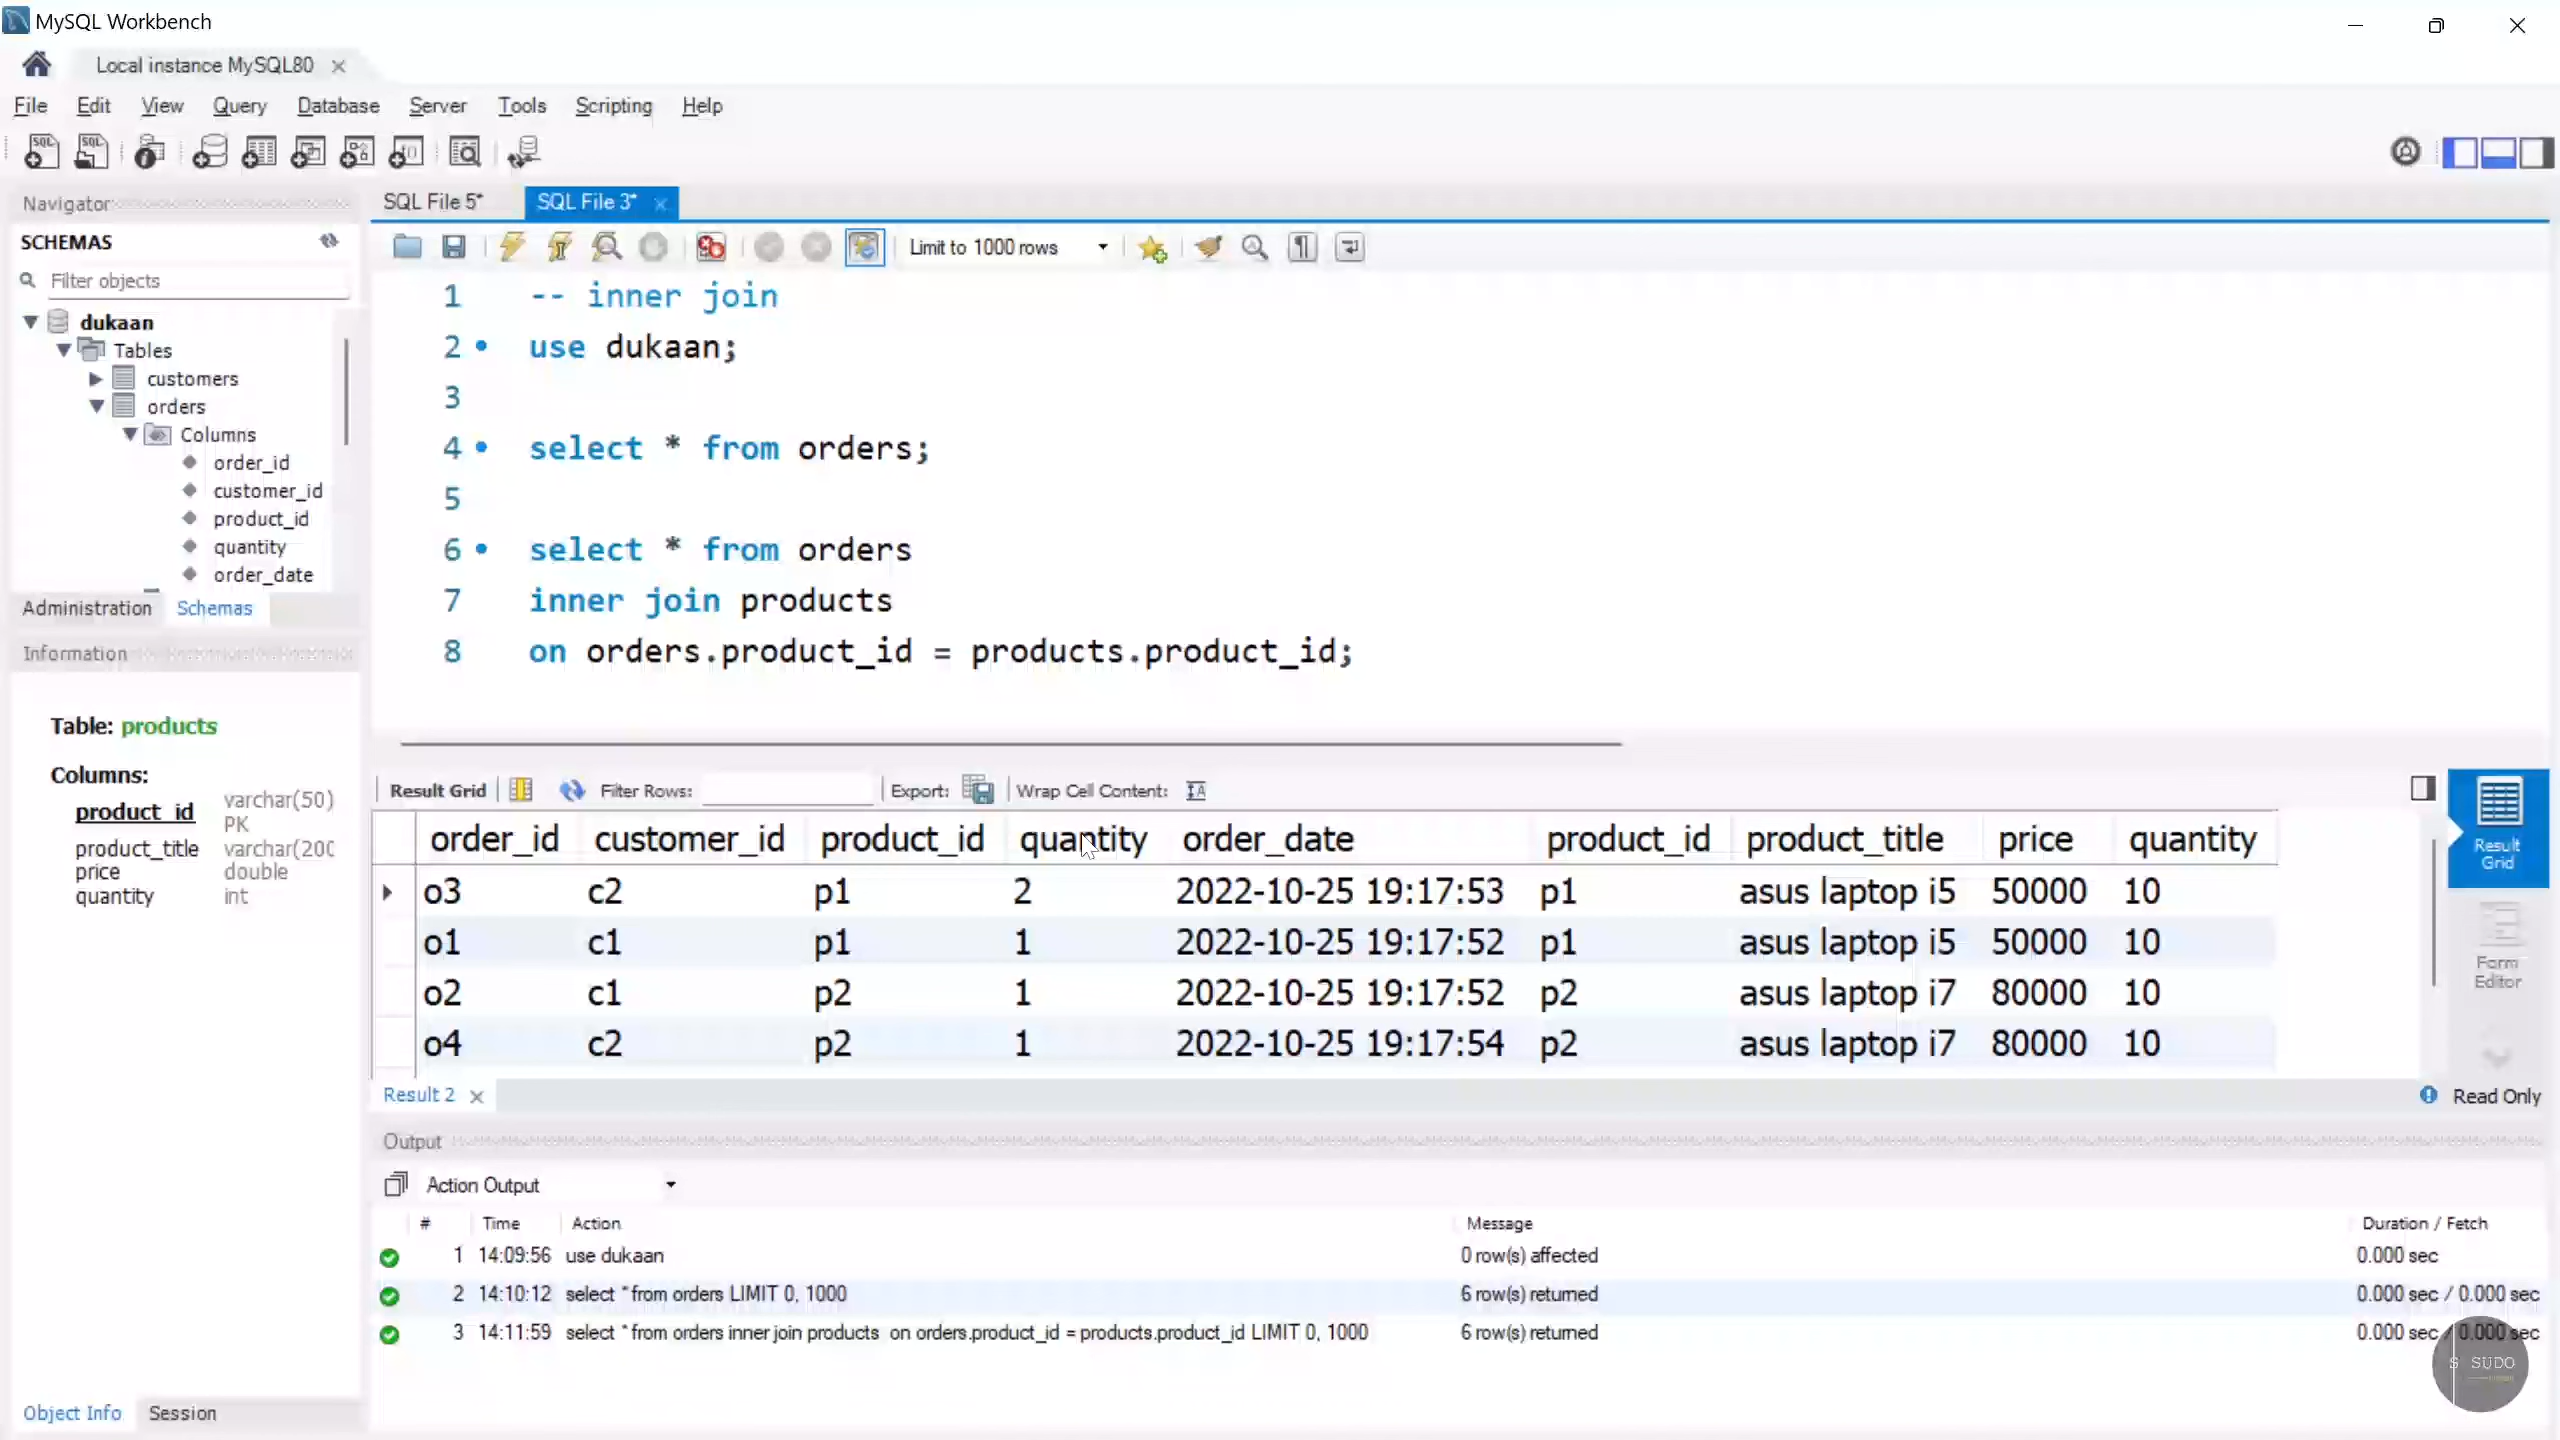 MySQL Workbench
Local instance MySQL80
File Edit View Query Database Server Tools Scripting Help
Navigator
SCHEMAS
Filter objects
dukaan
Tables
customers
orders
Columns
order_id
customer_id
product_id
quantity
order_date
Administration Schemas
Information
Table: products
Columns:
product_id varchar(50) PK
product_title varchar(200
price double
quantity int
Object Info Session
SQL File 5* SQL File 3*
Limit to 1000 rows
1 -- inner join
2 use dukaan;
3
4 select * from orders;
5
6 select * from orders
7 inner join products
8 on orders.product_id = products.product_id;
Result Grid Filter Rows: Export: Wrap Cell Content:
order_id customer_id product_id quantity order_date product_id product_title price quantity
o3 c2 p1 2 2022-10-25 19:17:53 p1 asus laptop i5 50000 10
o1 c1 p1 1 2022-10-25 19:17:52 p1 asus laptop i5 50000 10
o2 c1 p2 1 2022-10-25 19:17:52 p2 asus laptop i7 80000 10
o4 c2 p2 1 2022-10-25 19:17:54 p2 asus laptop i7 80000 10
Result Grid
Form Editor
Result 2 Read Only
Output
Action Output
# Time Action Message Duration / Fetch
1 14:09:56 use dukaan 0 row(s) affected 0.000 sec
2 14:10:12 select * from orders LIMIT 0, 1000 6 row(s) returned 0.000 sec / 0.000 sec
3 14:11:59 select * from orders inner join products on orders.product_id = products.product_id LIMIT 0, 1000 6 row(s) returned 0.000 sec / 0.000 sec
S SUDO